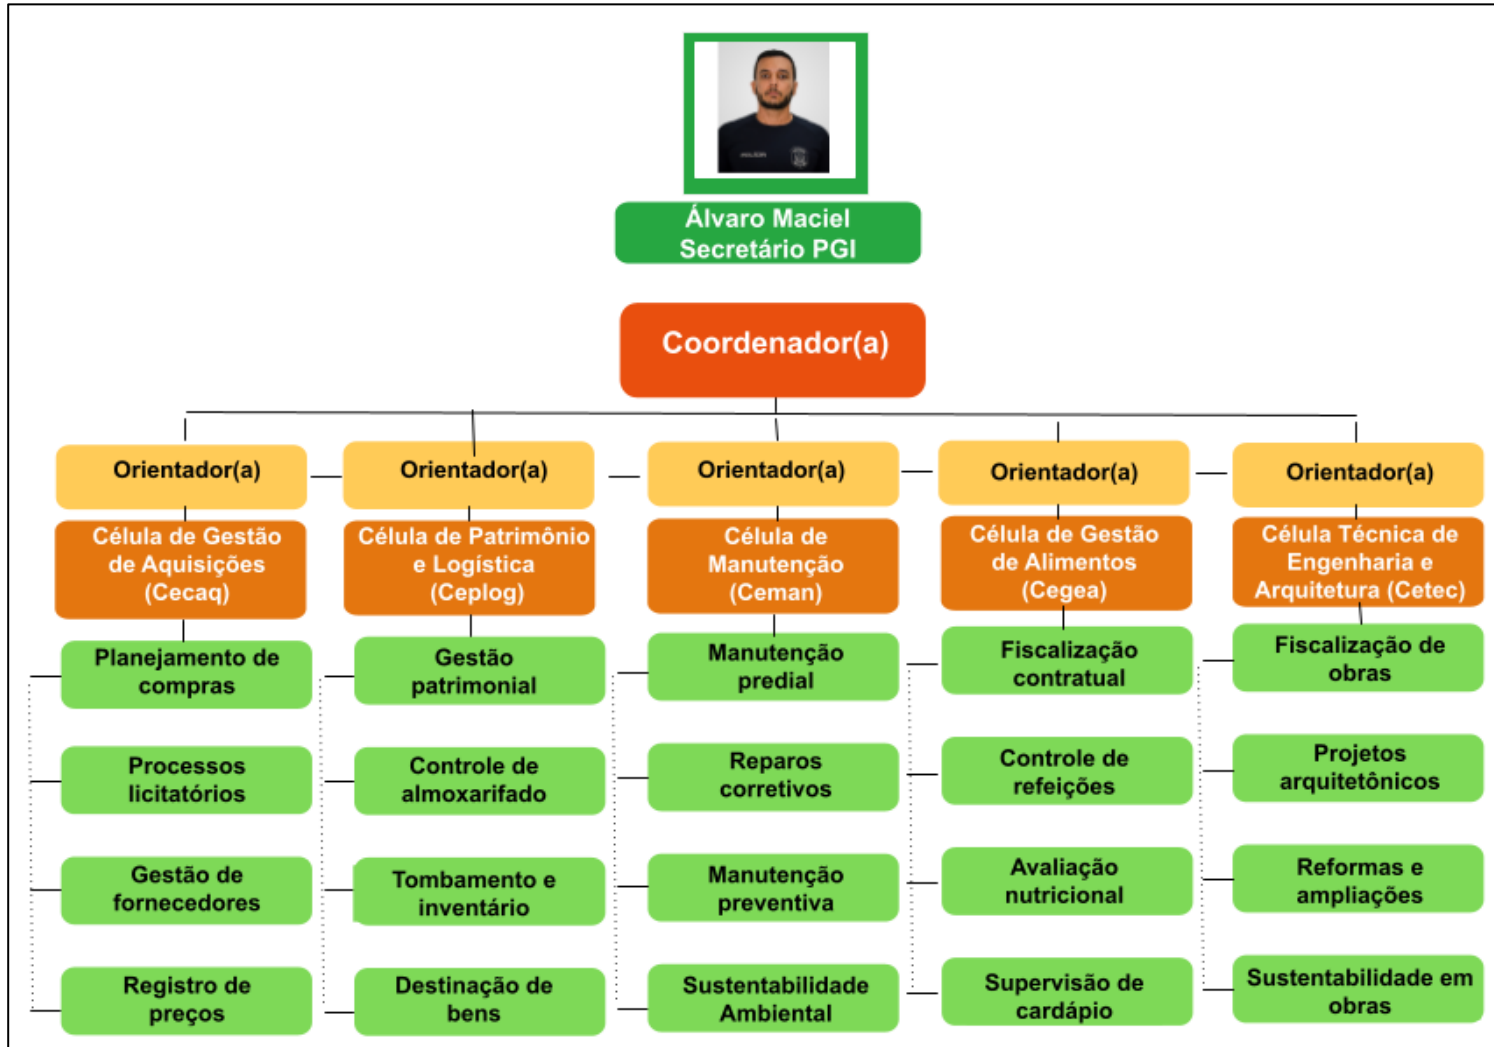 Álvaro Maciel
Secretário PGI
Coordenador(a)
Orientador(a)
Orientador(a)
Orientador(a)
Orientador(a)
Orientador(a)
Célula de Gestão
de Aquisições
(Cecaq)
Célula de Patrimônio
e Logística
(Ceplog)
Célula de
Manutenção
(Ceman)
Célula de Gestão
de Alimentos
(Cegea)
Célula Técnica de
Engenharia e
Arquitetura (Cetec)
Planejamento de
compras
Gestão
patrimonial
Manutenção
predial
Fiscalização
contratual
Fiscalização de
obras
Processos
licitatórios
Controle de
almoxarifado
Reparos
corretivos
Controle de
refeições
Projetos
arquitetônicos
Gestão de
fornecedores
Tombamento e
inventário
Manutenção
preventiva
Avaliação
nutricional
Reformas e
ampliações
Registro de
preços
Destinação de
bens
Sustentabilidade
Ambiental
Supervisão de
cardápio
Sustentabilidade em
obras